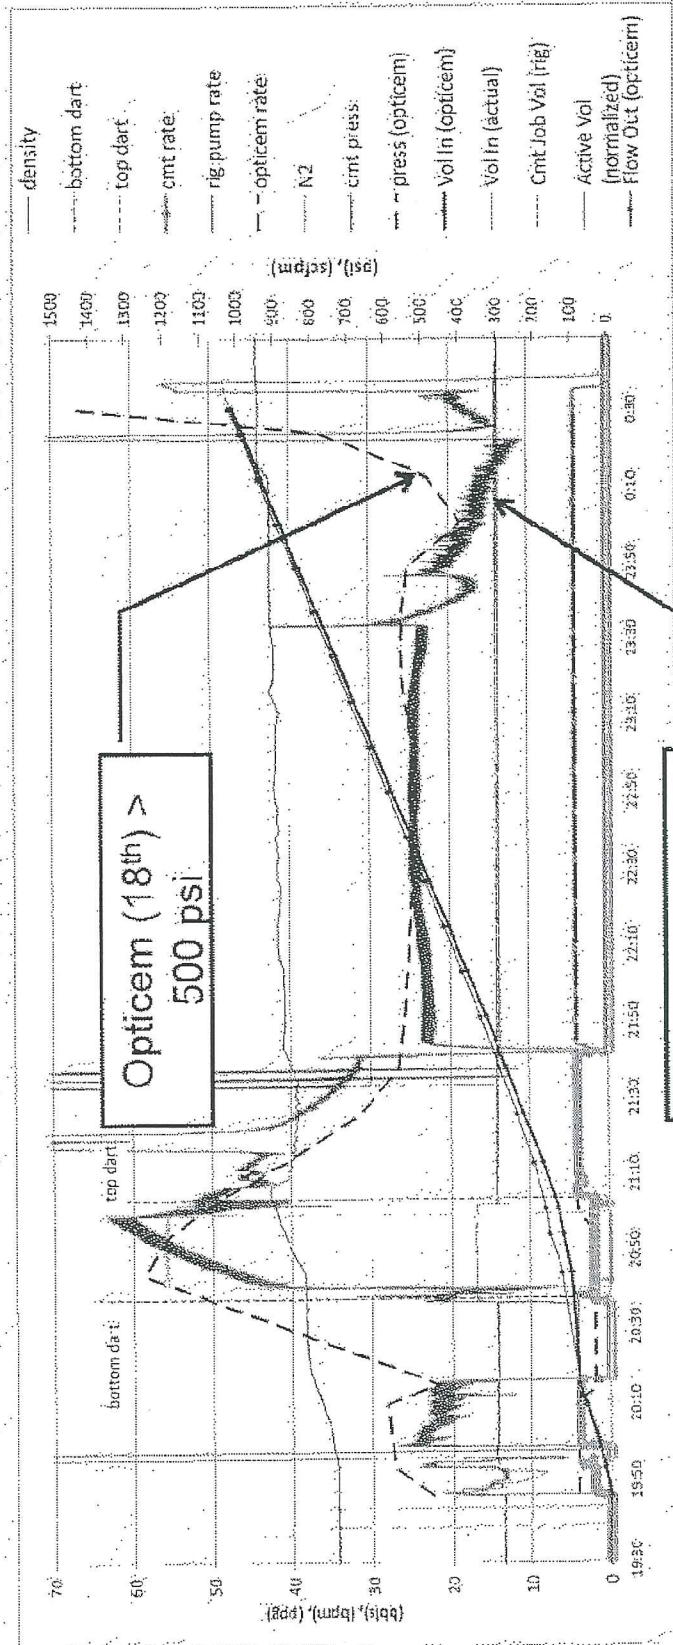 Opticem (18th) >
500 psi
density
bottom dart
top dart
cmt rate
rig pump rate
opticem rate
N2
cmt press
press (opticem)
Vol In (opticem)
Vol In (actual)
Cmt Job Vol (rig)
Active Vol
(normalized)
Flow Out (opticem)
bottom dart
top dart
(bbls), (bpm), (ppg)
70
60
50
40
30
20
10
0
(psi), (scfpm)
1500
1400
1300
1200
1100
1000
900
800
700
600
500
400
300
200
100
0
19:30
19:50
20:10
20:30
20:50
21:10
21:30
21:50
22:10
22:30
22:50
23:10
23:30
23:50
0:10
0:30